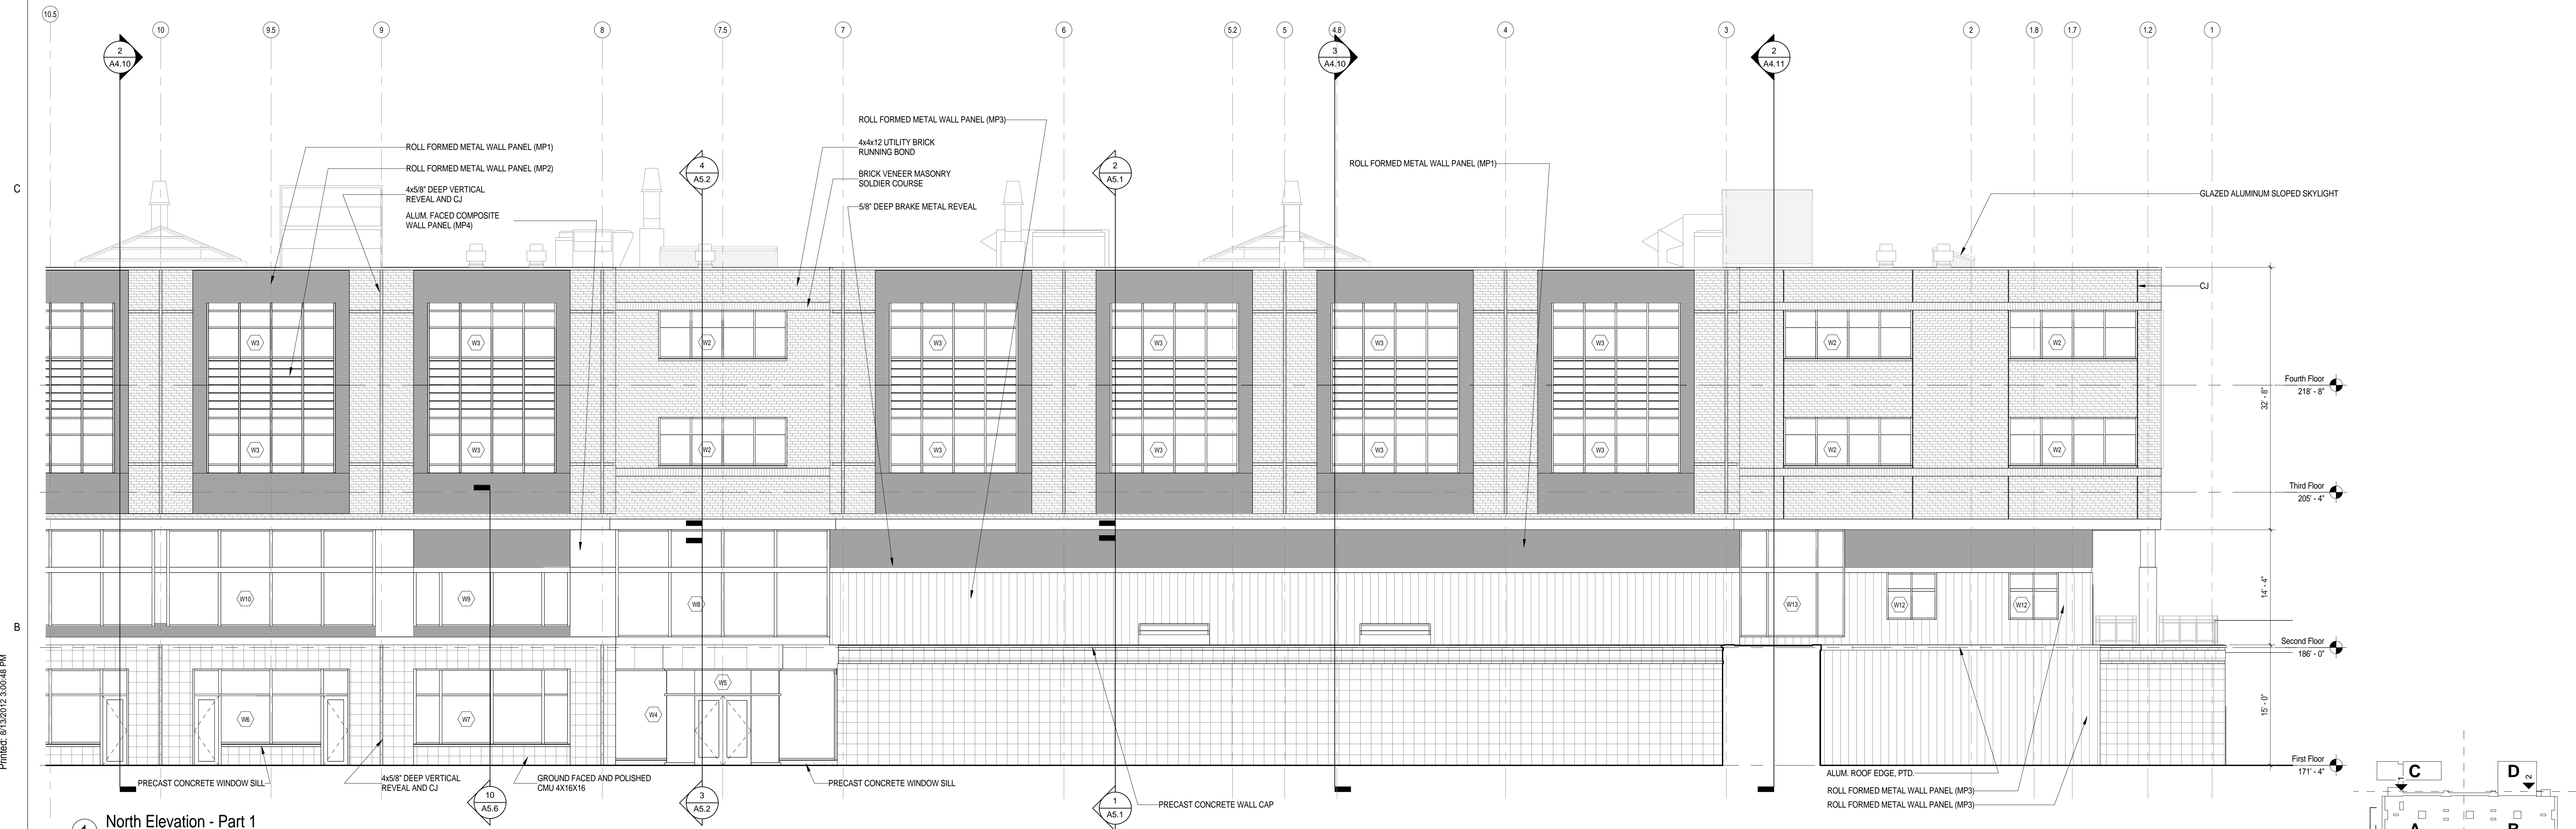 10.5
10
9.5
9
8
7.5
7
6
5.2
5
4.8
4
3
2
1.8
1.7
1.2
1
2
A4.10
3
A4.10
2
A4.11
ROLL FORMED METAL WALL PANEL (MP3)
4x4x12 UTILITY BRICK
RUNNING BOND
BRICK VENEER MASONRY
SOLDIER COURSE
5/8" DEEP BRAKE METAL REVEAL
ROLL FORMED METAL WALL PANEL (MP1)
ROLL FORMED METAL WALL PANEL (MP2)
4x5/8" DEEP VERTICAL
REVEAL AND CJ
ALUM. FACED COMPOSITE
WALL PANEL (MP4)
4
A5.2
2
A5.1
ROLL FORMED METAL WALL PANEL (MP1)
GLAZED ALUMINUM SLOPED SKYLIGHT
C
CJ
W3
W3
W2
W3
W3
W3
W3
W2
W2
Fourth Floor
218' - 8"
32' - 8"
W3
W3
W2
W3
W3
W3
W3
W2
W2
Third Floor
205' - 4"
14' - 4"
W10
W9
W8
W13
W12
W12
B
Second Floor
186' - 0"
15' - 0"
W5
W6
W7
W4
First Floor
171' - 4"
PRECAST CONCRETE WINDOW SILL
4x5/8" DEEP VERTICAL
REVEAL AND CJ
GROUND FACED AND POLISHED
CMU 4X16X16
PRECAST CONCRETE WINDOW SILL
PRECAST CONCRETE WALL CAP
ALUM. ROOF EDGE, PTD.
ROLL FORMED METAL WALL PANEL (MP3)
ROLL FORMED METAL WALL PANEL (MP3)
10
A5.6
3
A5.2
1
A5.1
1
North Elevation - Part 1
Printed: 8/13/2012 3:00:48 PM
C
D
1
2
A
B